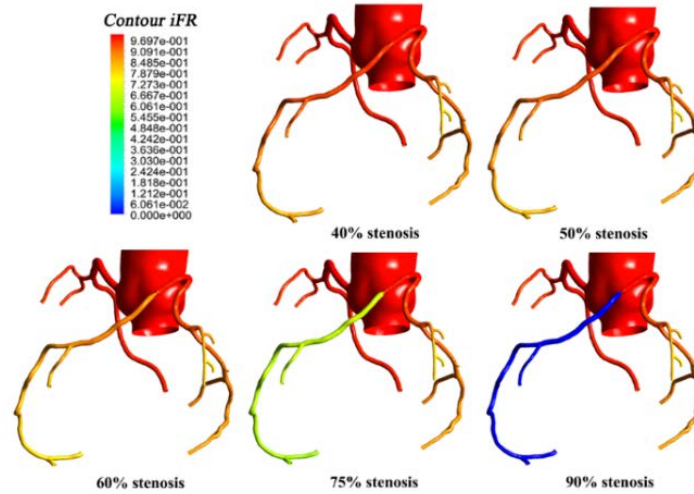 Contour iFR
9.697e-001
9.091e-001
8.485e-001
7.879e-001
7.273e-001
6.667e-001
6.061e-001
5.455e-001
4.848e-001
4.242e-001
3.636e-001
3.030e-001
2.424e-001
1.818e-001
1.212e-001
6.061e-002
0.000e+000
40% stenosis
50% stenosis
60% stenosis
75% stenosis
90% stenosis